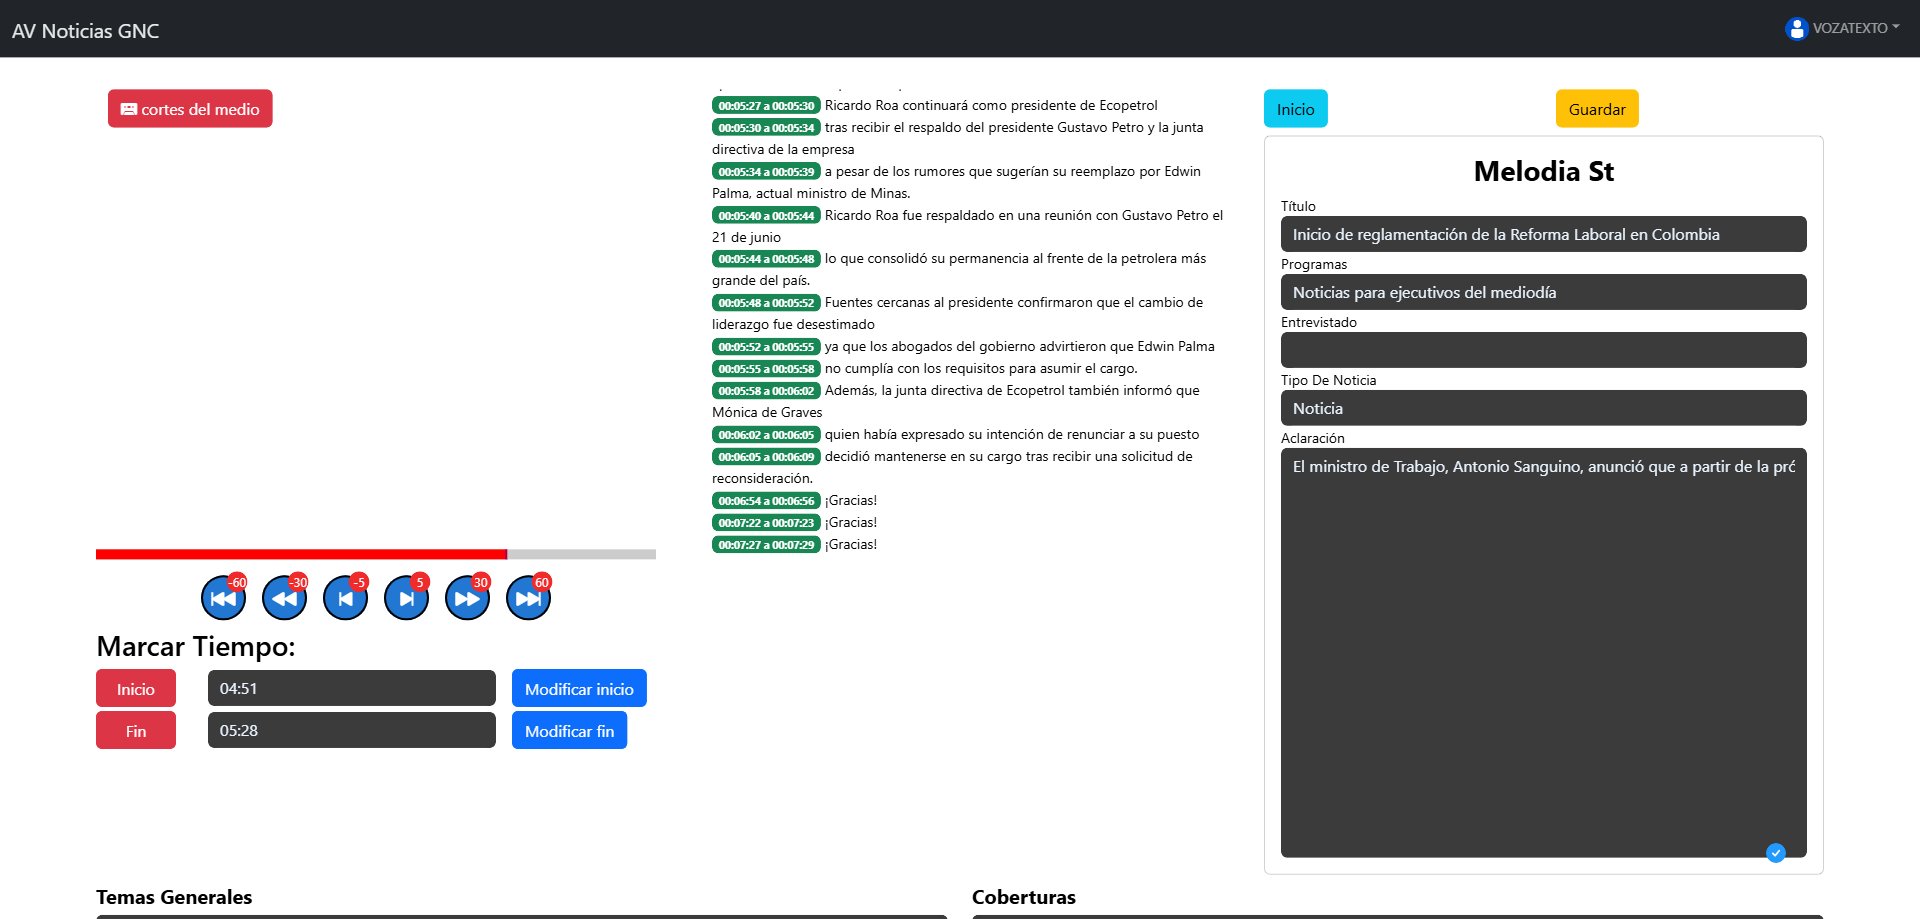 AV Noticias GNC
VOZATEXTO
cortes del medio
00:05:27 a 00:05:30 Ricardo Roa continuará como presidente de Ecopetrol
00:05:30 a 00:05:34 tras recibir el respaldo del presidente Gustavo Petro y la junta
directiva de la empresa
00:05:34 a 00:05:39 a pesar de los rumores que sugerían su reemplazo por Edwin
Palma, actual ministro de Minas.
00:05:40 a 00:05:44 Ricardo Roa fue respaldado en una reunión con Gustavo Petro el
21 de junio
00:05:44 a 00:05:48 lo que consolidó su permanencia al frente de la petrolera más
grande del país.
00:05:48 a 00:05:52 Fuentes cercanas al presidente confirmaron que el cambio de
liderazgo fue desestimado
00:05:52 a 00:05:55 ya que los abogados del gobierno advirtieron que Edwin Palma
00:05:55 a 00:05:58 no cumplía con los requisitos para asumir el cargo.
00:05:58 a 00:06:02 Además, la junta directiva de Ecopetrol también informó que
Mónica de Graves
00:06:02 a 00:06:05 quien había expresado su intención de renunciar a su puesto
00:06:05 a 00:06:09 decidió mantenerse en su cargo tras recibir una solicitud de
reconsideración.
00:06:54 a 00:06:56 ¡Gracias!
00:07:22 a 00:07:23 ¡Gracias!
00:07:27 a 00:07:29 ¡Gracias!
-60
-30
-5
5
30
60
Marcar Tiempo:
Inicio
04:51
Modificar inicio
Fin
05:28
Modificar fin
Inicio
Guardar
Melodia St
Título
Inicio de reglamentación de la Reforma Laboral en Colombia
Programas
Noticias para ejecutivos del mediodía
Entrevistado
Tipo De Noticia
Noticia
Aclaración
El ministro de Trabajo, Antonio Sanguino, anunció que a partir de la pró
Temas Generales
Coberturas